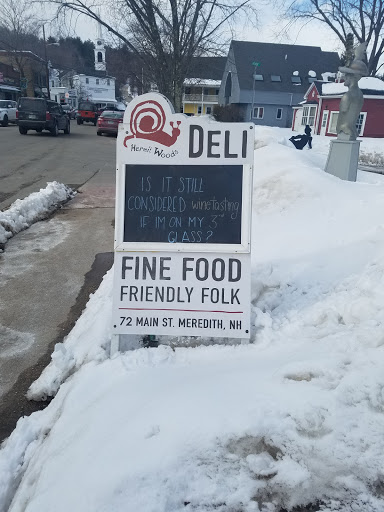 Hermit Woods
DELI
IS IT STILL
CONSIDERED winetasting
IF IM ON MY 3rd
GLASS?
FINE FOOD
FRIENDLY FOLK
72 MAIN ST. MEREDITH, NH